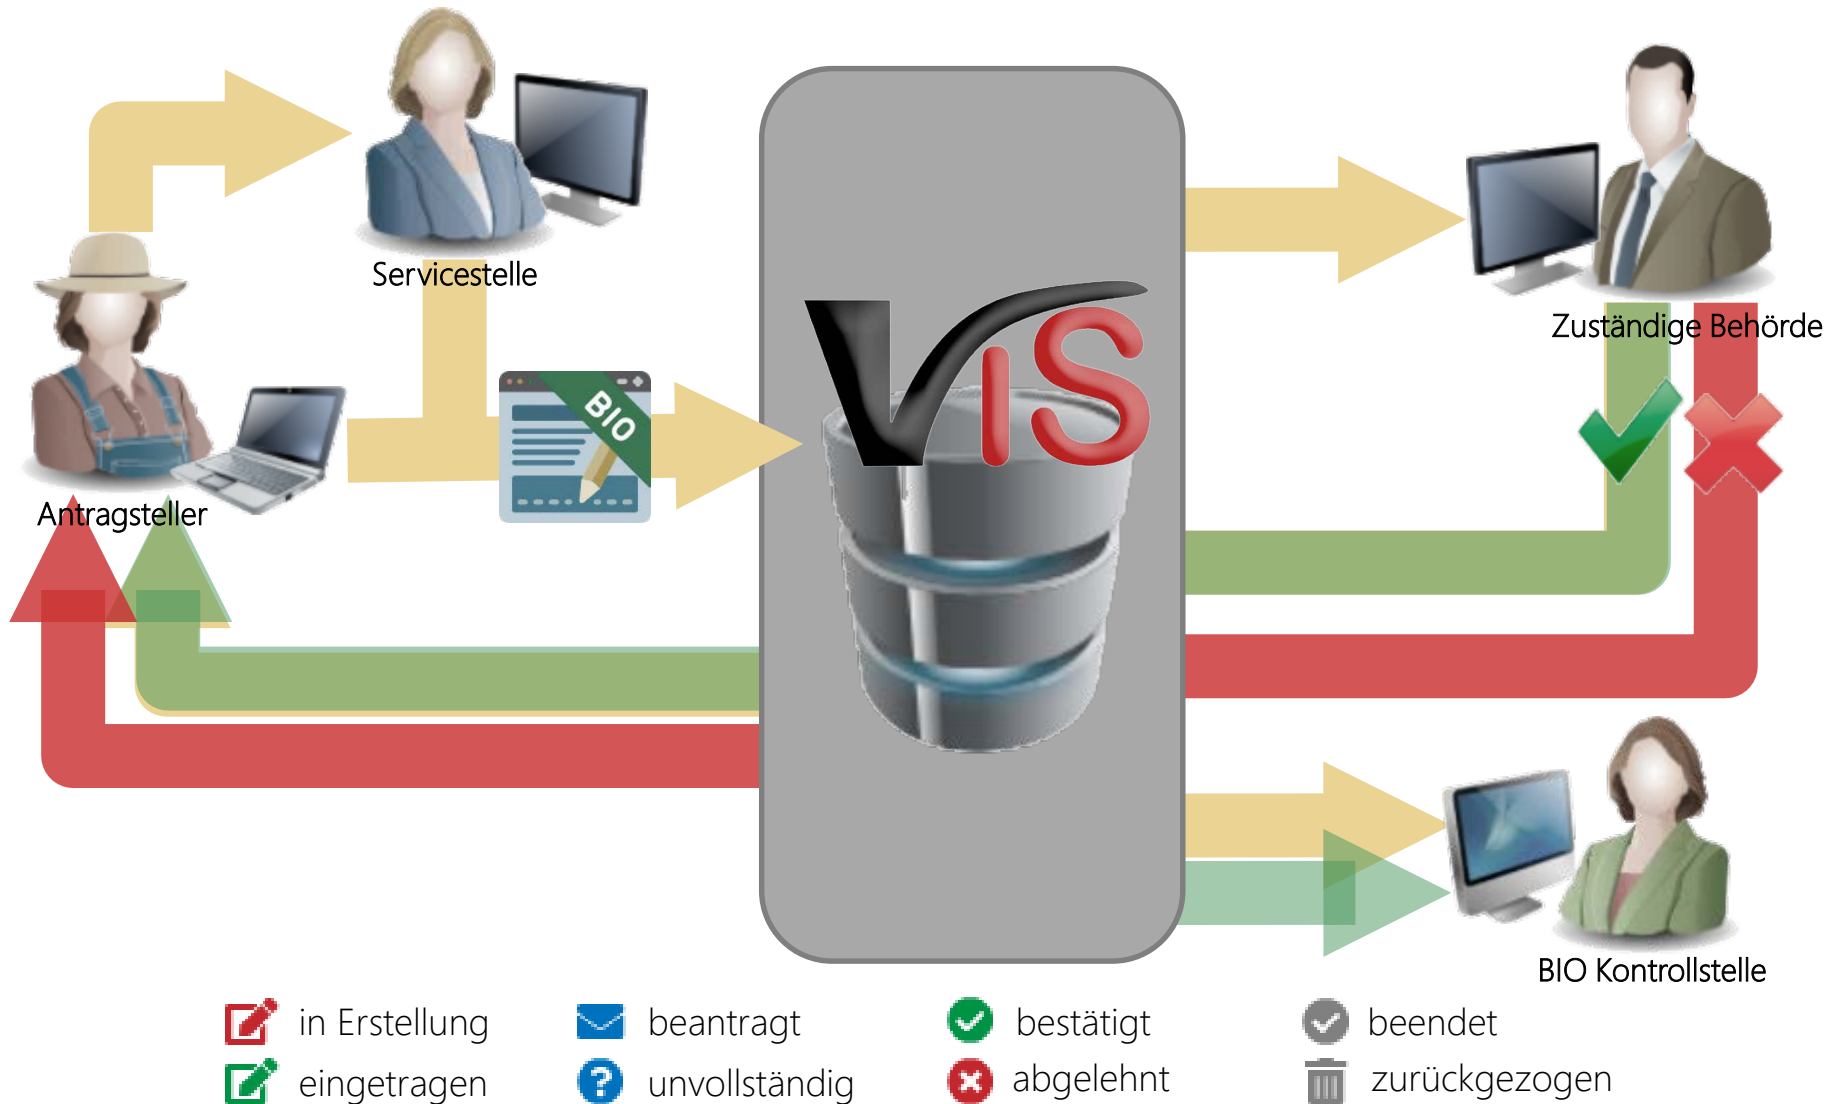 Servicestelle
Zuständige Behörde
VIS
BIO
Antragsteller
BIO Kontrollstelle
in Erstellung
beantragt
bestätigt
beendet
eingetragen
unvollständig
abgelehnt
zurückgezogen